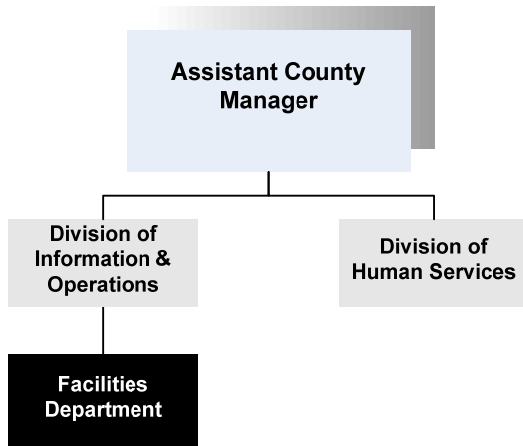 Assistant County
Manager
Division of
Information &
Operations
Division of
Human Services
Facilities
Department